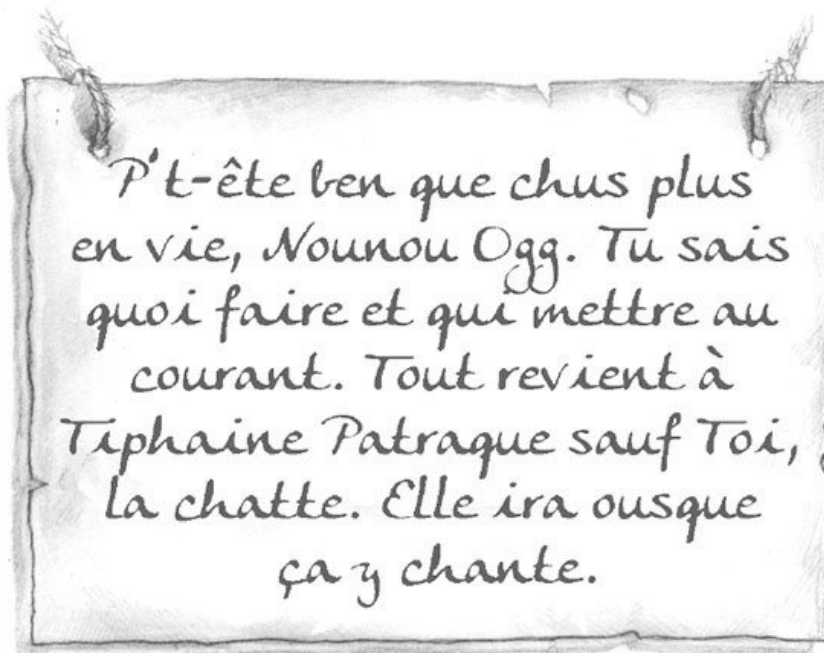 P't-ête ben que chus plus
en vie, Nounou Ogg. Tu sais
quoi faire et qui mettre au
courant. Tout revient à
Tiphaine Patraque sauf Toi,
la chatte. Elle ira ousque
ça y chante.